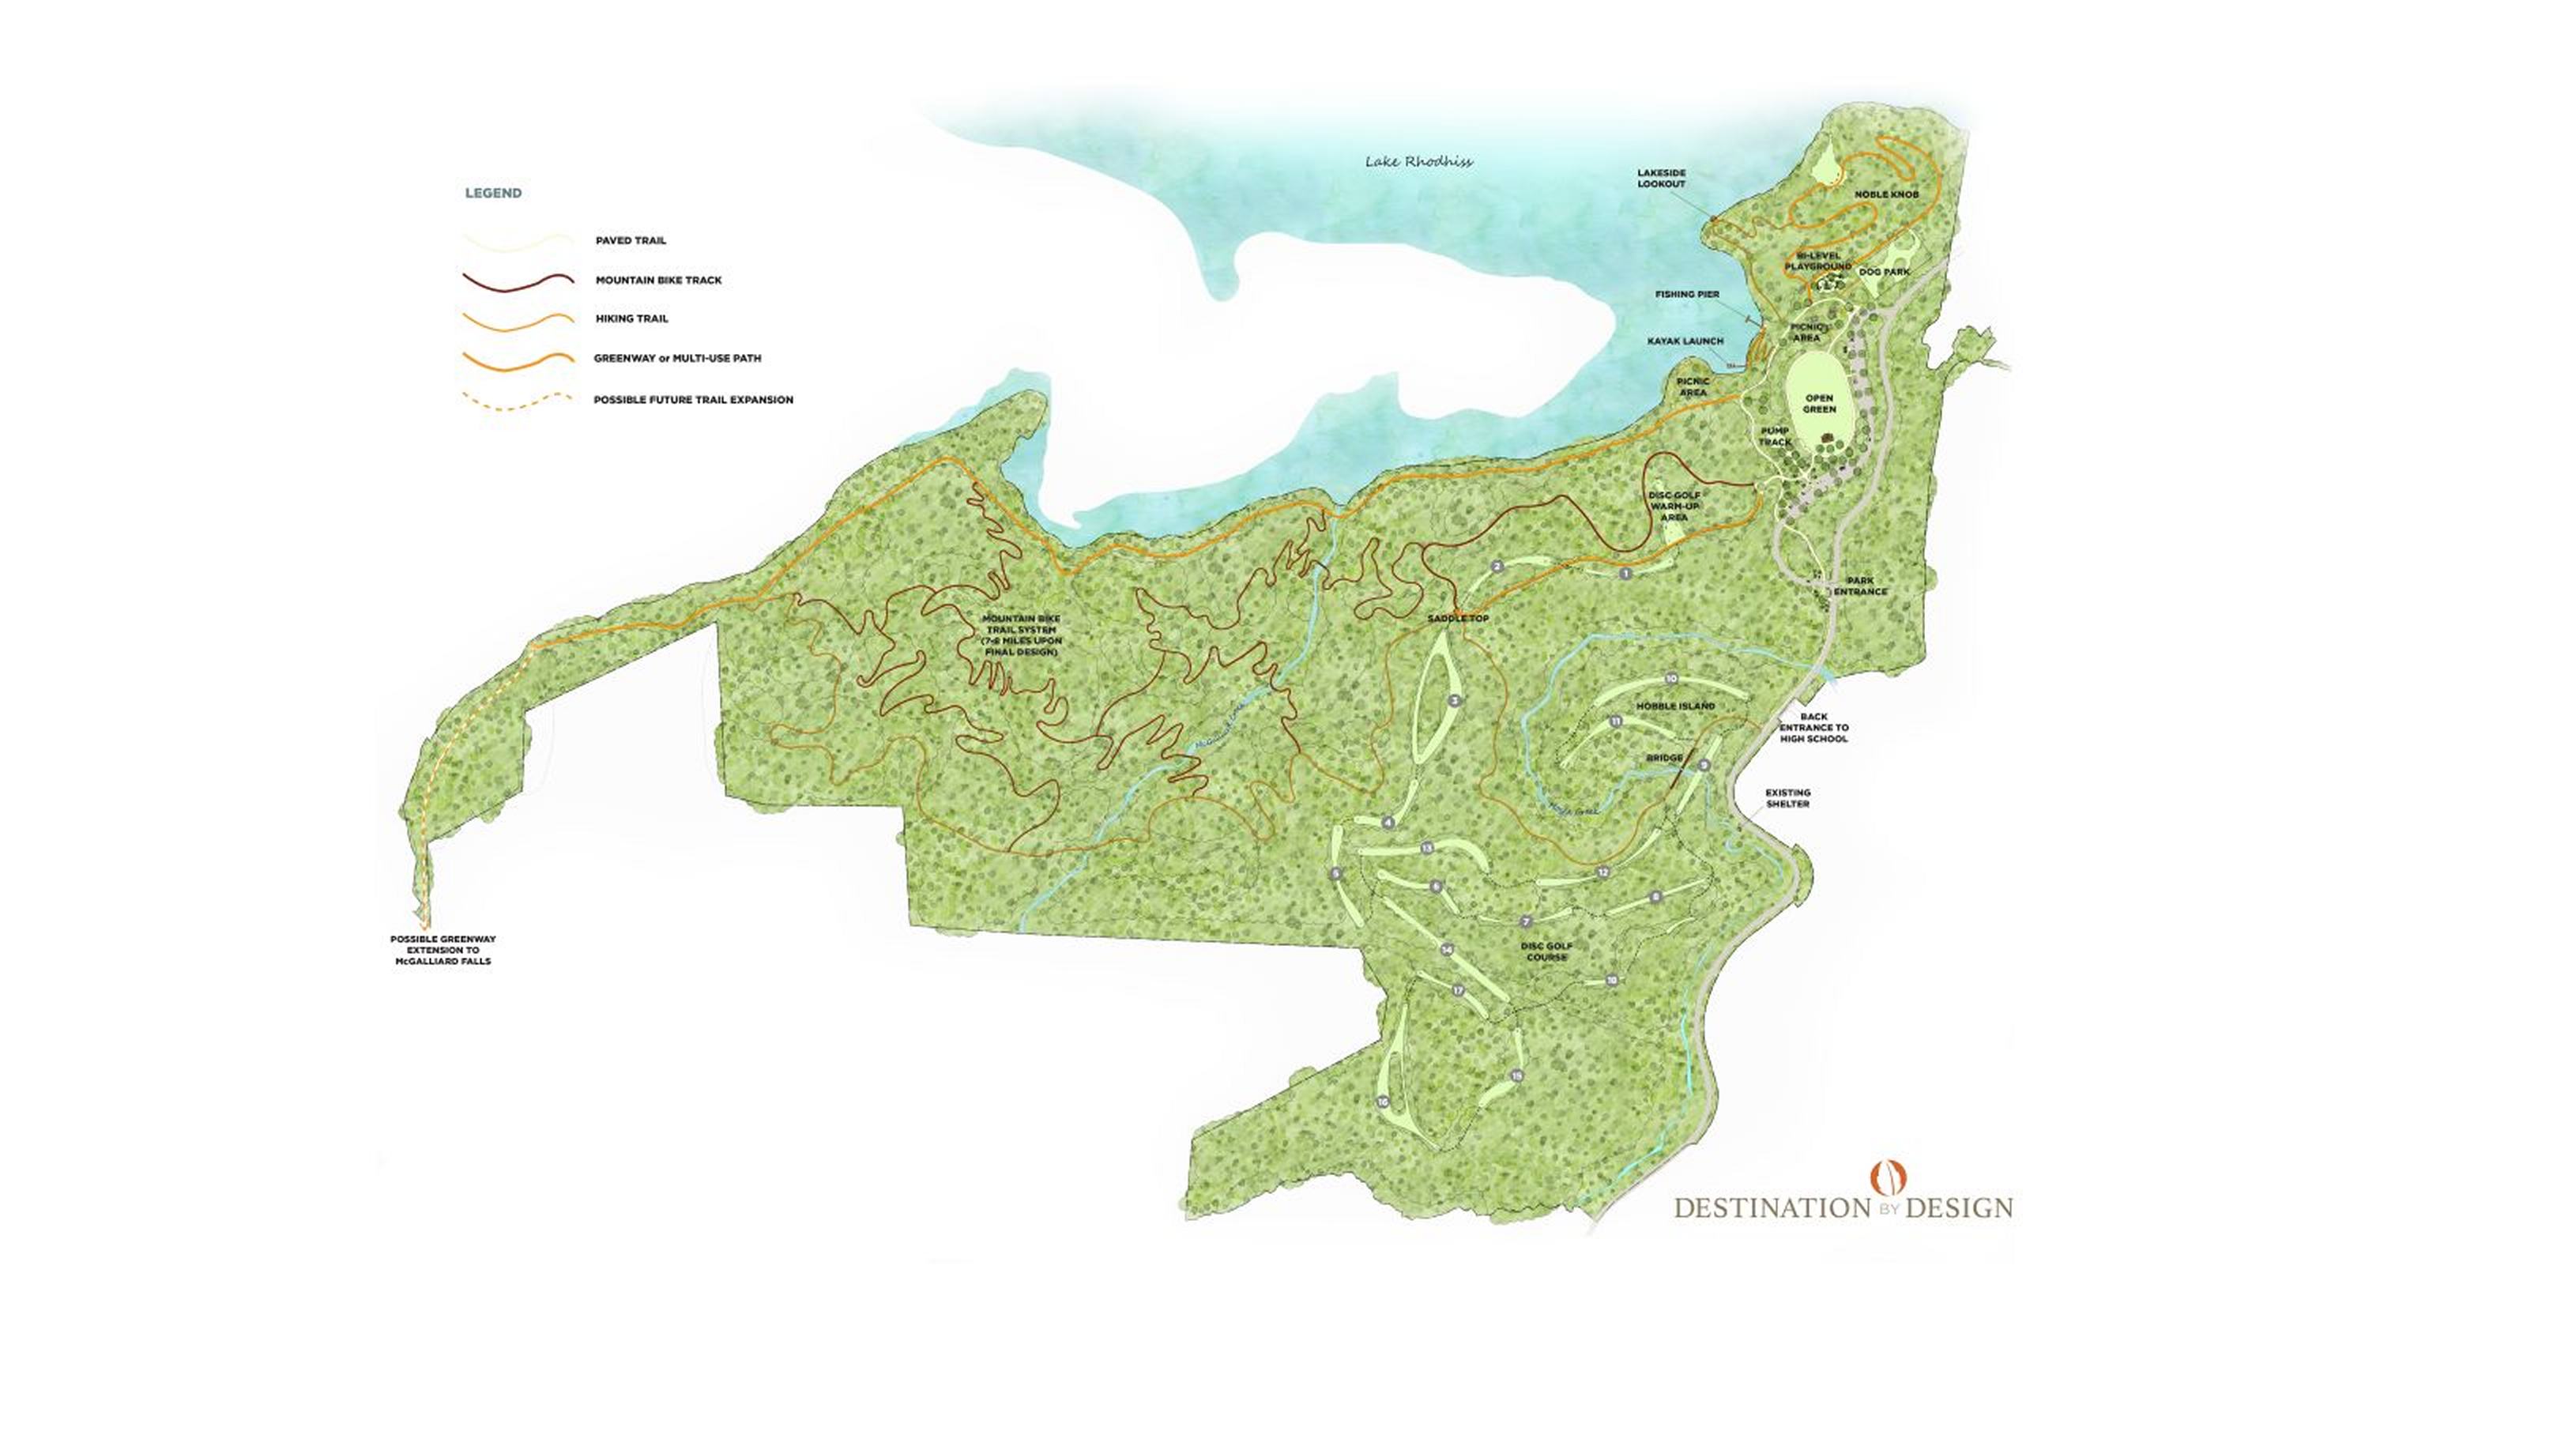 Lake Rhodhiss
LEGEND
PAVED TRAIL
MOUNTAIN BIKE TRACK
HIKING TRAIL
GREENWAY or MULTI-USE PATH
POSSIBLE FUTURE TRAIL EXPANSION
LAKESIDE
LOOKOUT
NOBLE KNOB
BI-LEVEL
PLAYGROUND
DOG PARK
FISHING PIER
PICNIC
AREA
KAYAK LAUNCH
PICNIC
AREA
OPEN
GREEN
PUMP
TRACK
DISC GOLF
WARM-UP
AREA
2
1
PARK
ENTRANCE
MOUNTAIN BIKE
TRAIL SYSTEM
(7-8 MILES UPON
FINAL DESIGN)
SADDLE TOP
10
3
HOBBLE ISLAND
11
BACK
ENTRANCE TO
HIGH SCHOOL
BRIDGE
9
EXISTING
SHELTER
4
13
5
6
12
8
7
14
DISC GOLF
COURSE
17
18
15
16
POSSIBLE GREENWAY
EXTENSION TO
McGALLIARD FALLS
DESTINATION BY DESIGN